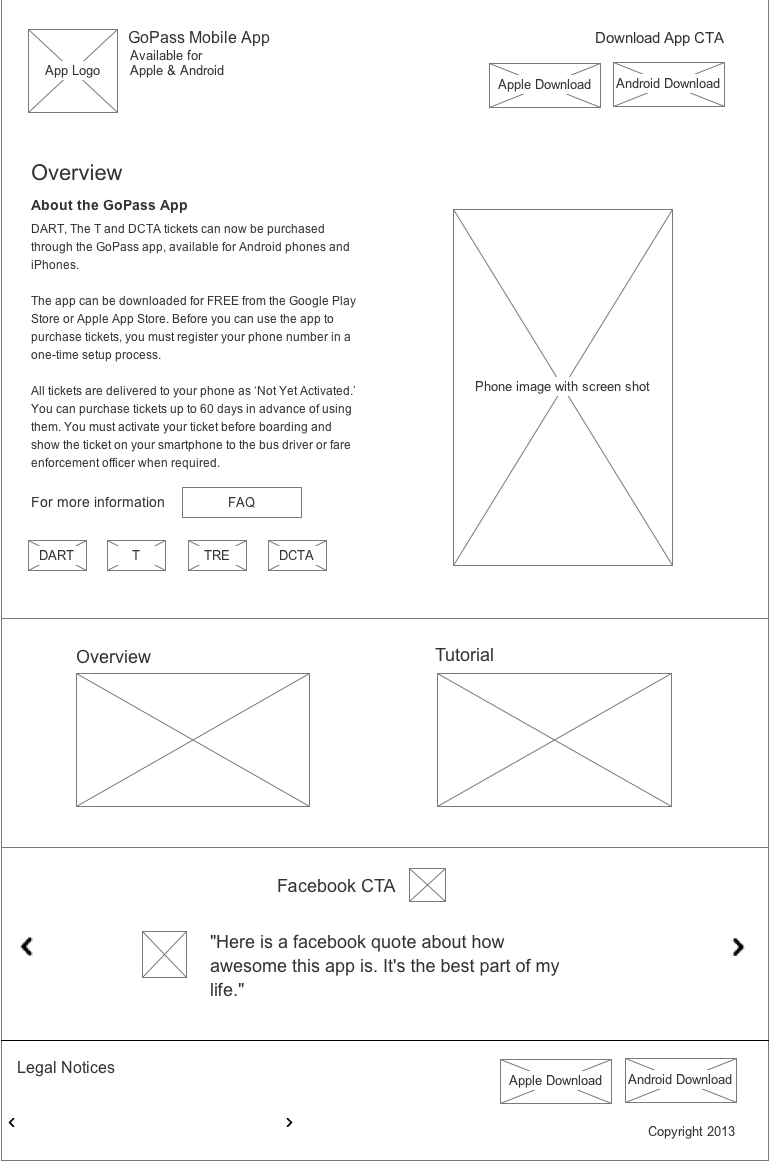 GoPass Mobile App
Available for
Apple & Android
App Logo
Download App CTA
Apple Download
Android Download
Overview
About the GoPass App
DART, The T and DCTA tickets can now be purchased
through the GoPass app, available for Android phones and
iPhones.
The app can be downloaded for FREE from the Google Play
Store or Apple App Store. Before you can use the app to
purchase tickets, you must register your phone number in a
one-time setup process.
All tickets are delivered to your phone as ‘Not Yet Activated.’
You can purchase tickets up to 60 days in advance of using
them. You must activate your ticket before boarding and
show the ticket on your smartphone to the bus driver or fare
enforcement officer when required.
For more information
FAQ
DART
T
TRE
DCTA
Phone image with screen shot
Overview
Tutorial
Facebook CTA
"Here is a facebook quote about how
awesome this app is. It's the best part of my
life."
Legal Notices
Apple Download
Android Download
Copyright 2013